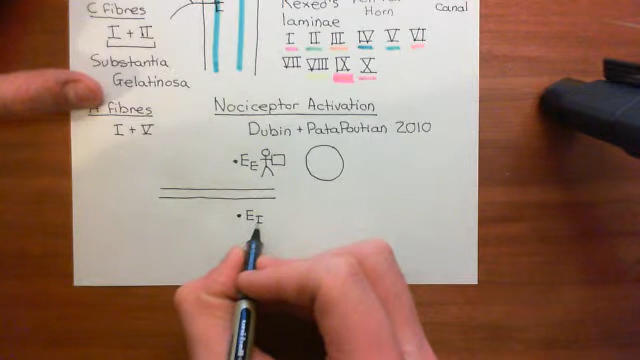 C fibres
I + II
Substantia
Gelatinosa
fibres
I + V
Rexed's
laminae
Horn
Canal
I II III IV V VI
VII VIII IX X
Nociceptor Activation
Dubin + Patapoutian 2010
• EE
• EI